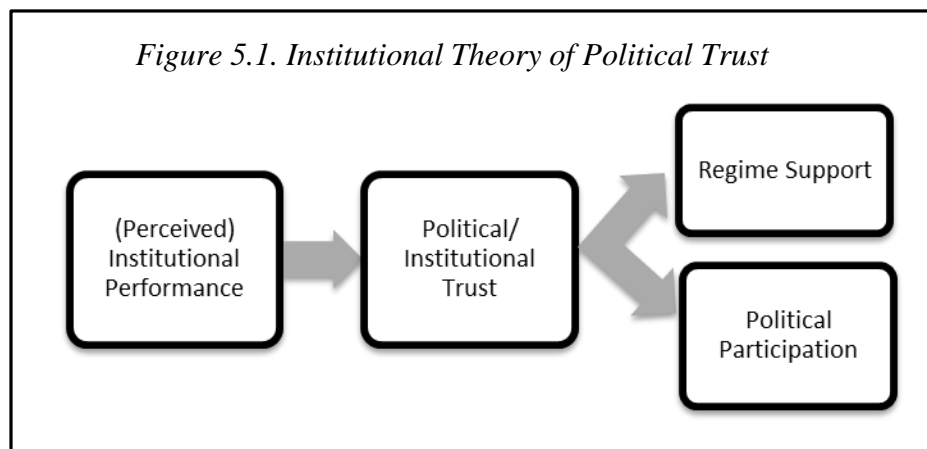 Figure 5.1. Institutional Theory of Political Trust
(Perceived)
Institutional
Performance
Political/
Institutional
Trust
Regime Support
Political
Participation